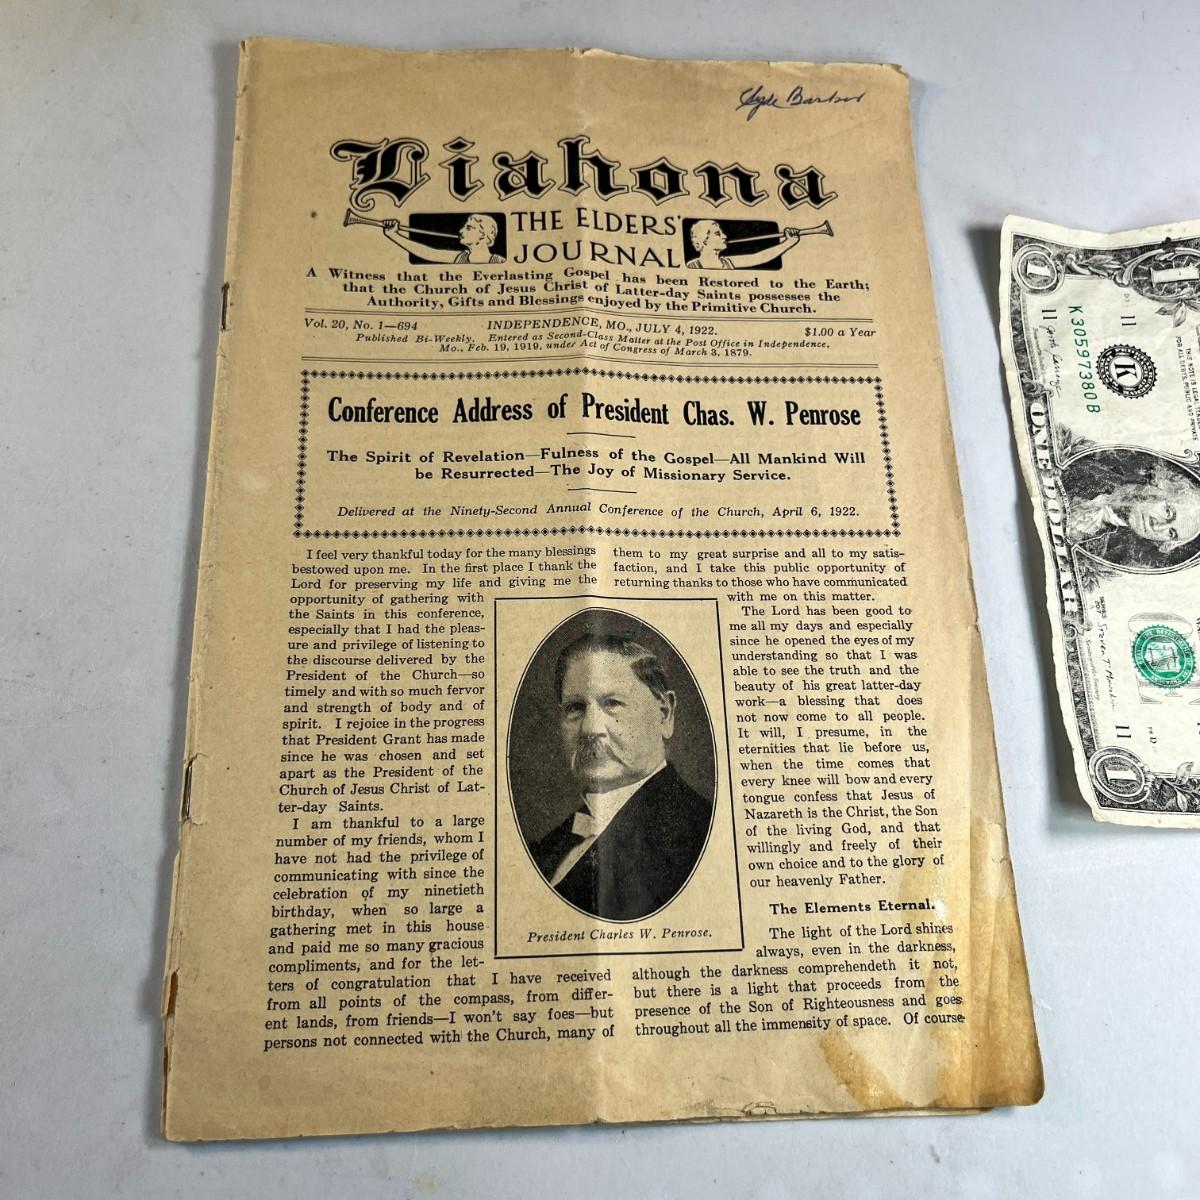 Clyde Barker
Liahona
THE ELDERS'
JOURNAL
A Witness that the Everlasting Gospel has been Restored to the Earth;
that the Church of Jesus Christ of Latter-day Saints possesses the
Authority, Gifts and Blessings enjoyed by the Primitive Church.
Vol. 20, No. 1—694 INDEPENDENCE, MO., JULY 4, 1922. $1.00 a Year
Published Bi-Weekly. Entered as Second-Class Matter at the Post Office in Independence,
Mo., Feb. 19, 1919, under Act of Congress of March 3, 1879.
Conference Address of President Chas. W. Penrose
The Spirit of Revelation—Fulness of the Gospel—All Mankind Will
be Resurrected—The Joy of Missionary Service.
Delivered at the Ninety-Second Annual Conference of the Church, April 6, 1922.
I feel very thankful today for the many blessings
bestowed upon me. In the first place I thank the
Lord for preserving my life and giving me the
opportunity of gathering with
the Saints in this conference,
especially that I had the pleas-
ure and privilege of listening to
the discourse delivered by the
President of the Church—so
timely and with so much fervor
and strength of body and of
spirit. I rejoice in the progress
that President Grant has made
since he was chosen and set
apart as the President of the
Church of Jesus Christ of Lat-
ter-day Saints.
I am thankful to a large
number of my friends, whom I
have not had the privilege of
communicating with since the
celebration of my ninetieth
birthday, when so large a
gathering met in this house
and paid me so many gracious
compliments, and for the let-
ters of congratulation that I have received
from all points of the compass, from differ-
ent lands, from friends—I won't say foes—but
persons not connected with the Church, many of
President Charles W. Penrose.
them to my great surprise and all to my satis-
faction, and I take this public opportunity of
returning thanks to those who have communicated
with me on this matter.
The Lord has been good to
me all my days and especially
since he opened the eyes of my
understanding so that I was
able to see the truth and the
beauty of his great latter-day
work—a blessing that does
not now come to all people.
It will, I presume, in the
eternities that lie before us,
when the time comes that
every knee will bow and every
tongue confess that Jesus of
Nazareth is the Christ, the Son
of the living God, and that
willingly and freely of their
own choice and to the glory of
our heavenly Father.
The Elements Eternal.
The light of the Lord shines
always, even in the darkness,
although the darkness comprehendeth it not,
but there is a light that proceeds from the
presence of the Son of Righteousness and goes
throughout all the immensity of space. Of course
1
K30597380B
11
K
ONE DOLLAR
11
1